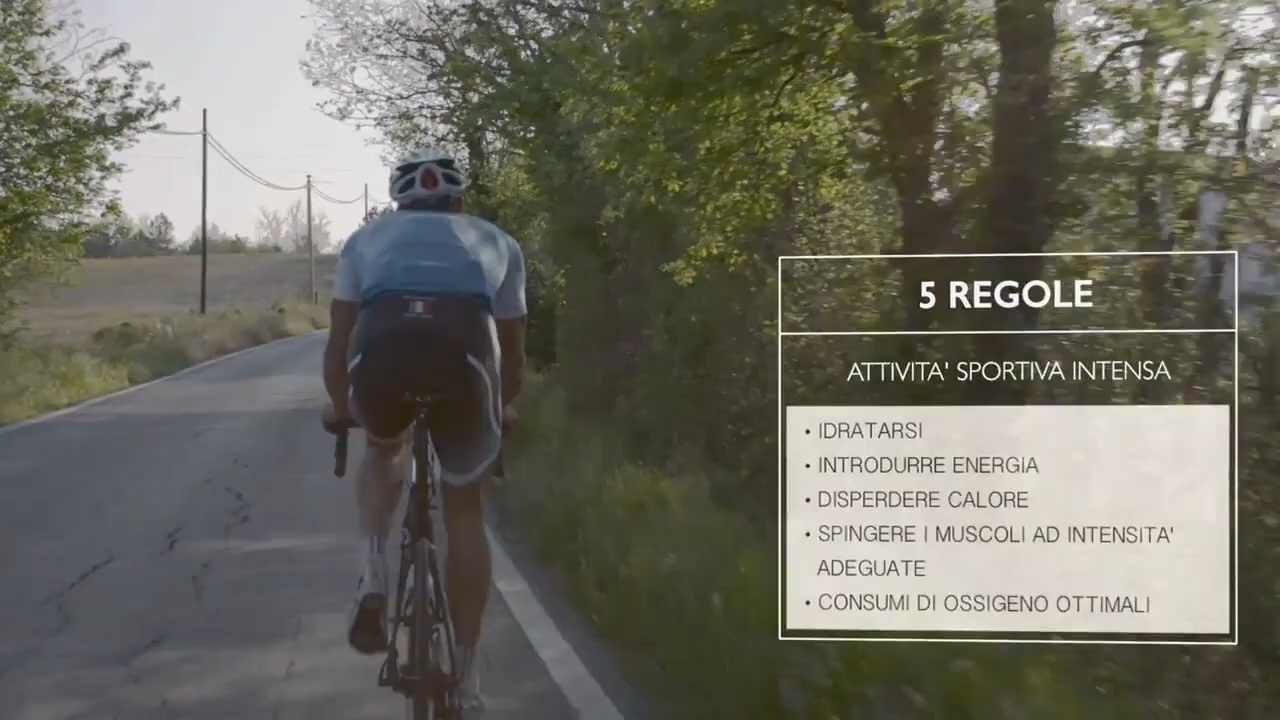 5 REGOLE
ATTIVITA' SPORTIVA INTENSA
• IDRATARSI
• INTRODURRE ENERGIA
• DISPERDERE CALORE
• SPINGERE I MUSCOLI AD INTENSITA'
ADEGUATE
• CONSUMI DI OSSIGENO OTTIMALI